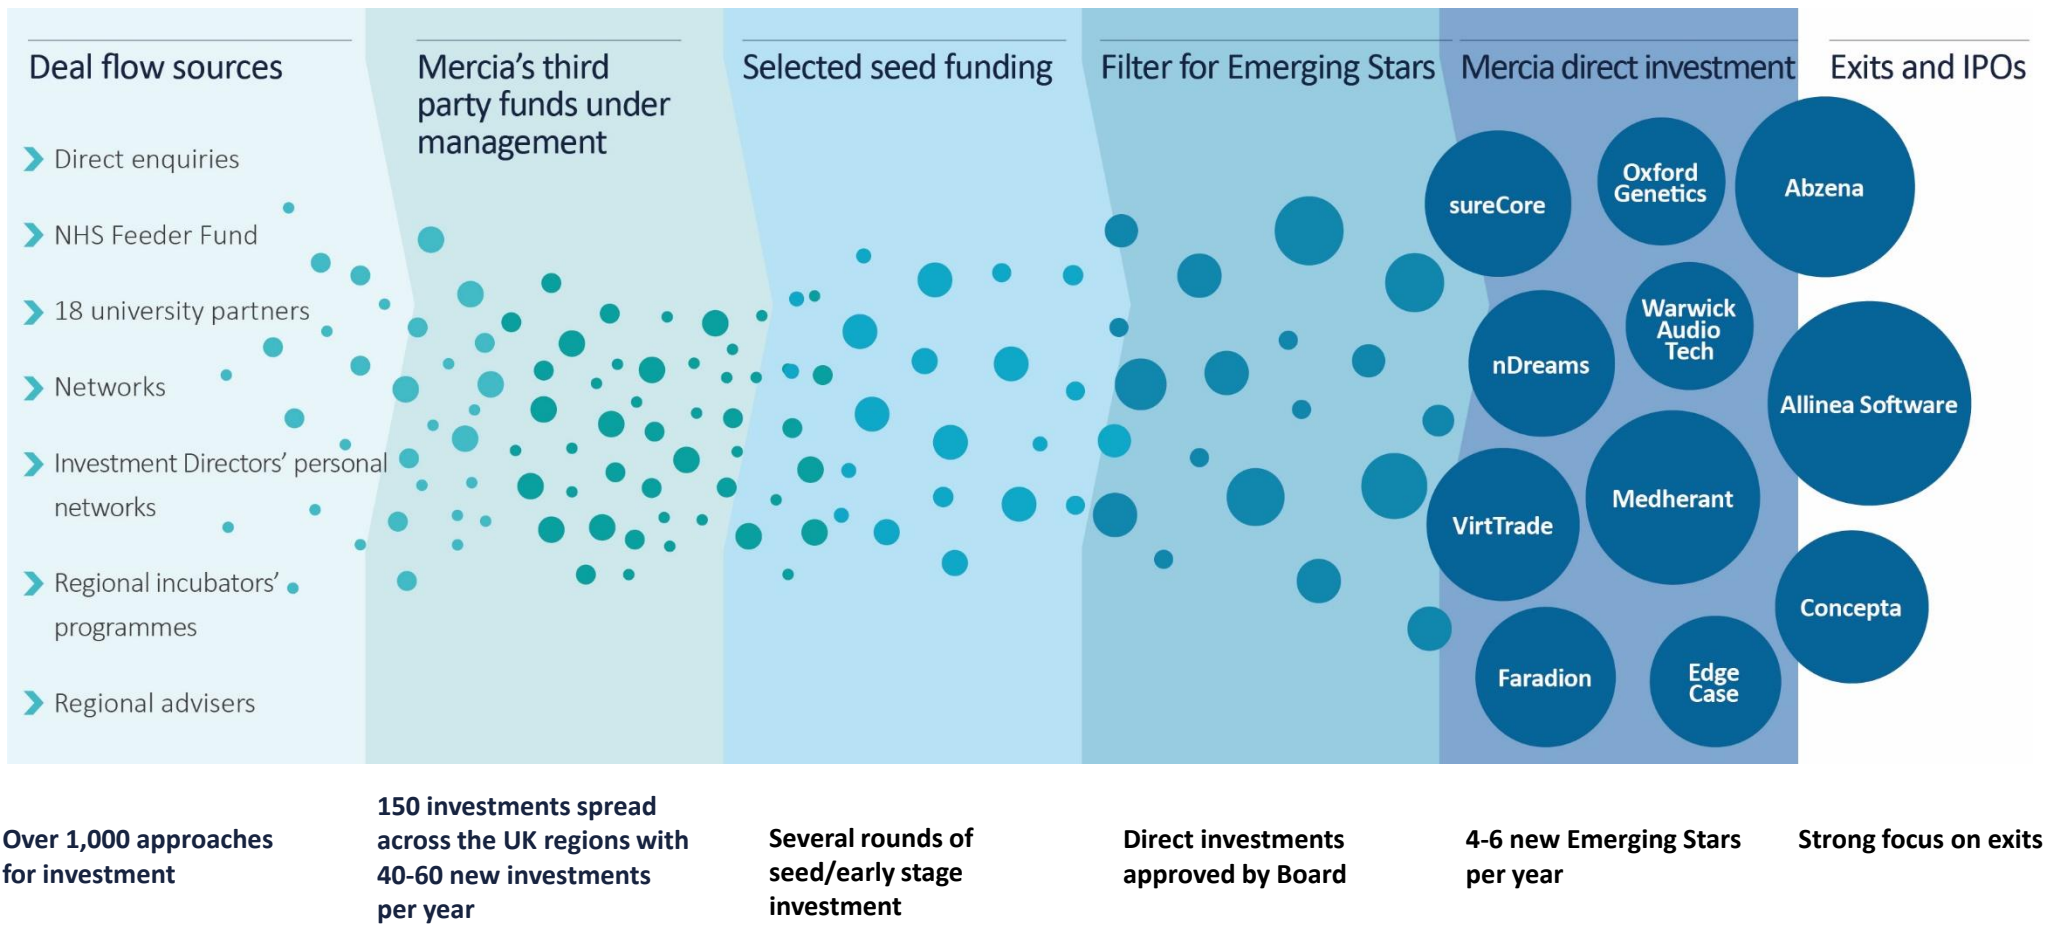 Deal flow sources
Direct enquiries
NHS Feeder Fund
18 university partners
Networks
Investment Directors’ personal
networks
Regional incubators’
programmes
Regional advisers
Mercia’s third
party funds under
management
Selected seed funding
Filter for Emerging Stars
Mercia direct investment
sureCore
Oxford
Genetics
nDreams
Warwick
Audio
Tech
VirtTrade
Medherant
Faradion
Edge
Case
Exits and IPOs
Abzena
Allinea Software
Concepta
Over 1,000 approaches
for investment
150 investments spread
across the UK regions with
40-60 new investments
per year
Several rounds of
seed/early stage
investment
Direct investments
approved by Board
4-6 new Emerging Stars
per year
Strong focus on exits